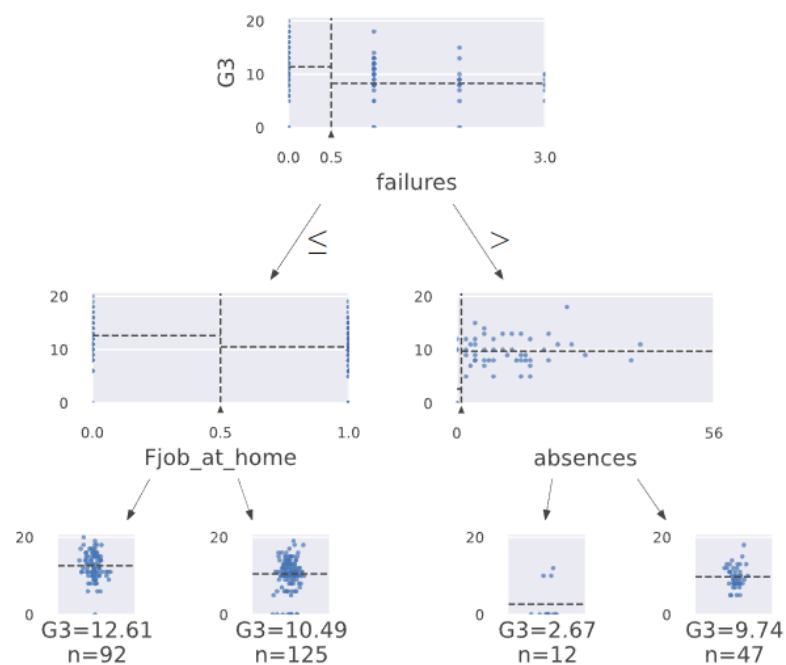 20
G3
10
0
0.0 0.5 3.0
failures
≤ >
20 20
10 10
0 0
0.0 0.5 1.0 0 56
Fjob_at_home absences
20 20 20 20
0 0 0 0
G3=12.61 G3=10.49 G3=2.67 G3=9.74
n=92 n=125 n=12 n=47